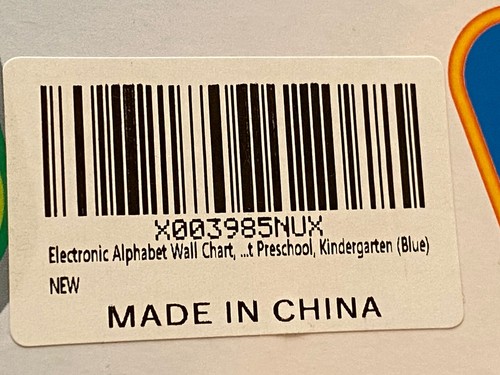 X003985NUX
Electronic Alphabet Wall Chart, ...t Preschool, Kindergarten (Blue)
NEW
MADE IN CHINA